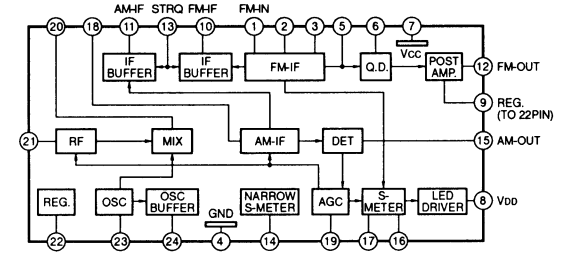 AM-IF STRQ FM-IF FM-IN
20 18 11 13 10 1 2 3 5 6 7
VCC
IF BUFFER
IF BUFFER
FM-IF
Q.D.
POST AMP.
12 FM-OUT
9 REG.
(TO 22PIN)
21 RF MIX AM-IF DET 15 AM-OUT
REG.
OSC
OSC BUFFER
GND
NARROW S-METER
AGC
S-METER
LED DRIVER
8 VDD
22 23 24 4 14 19 17 16